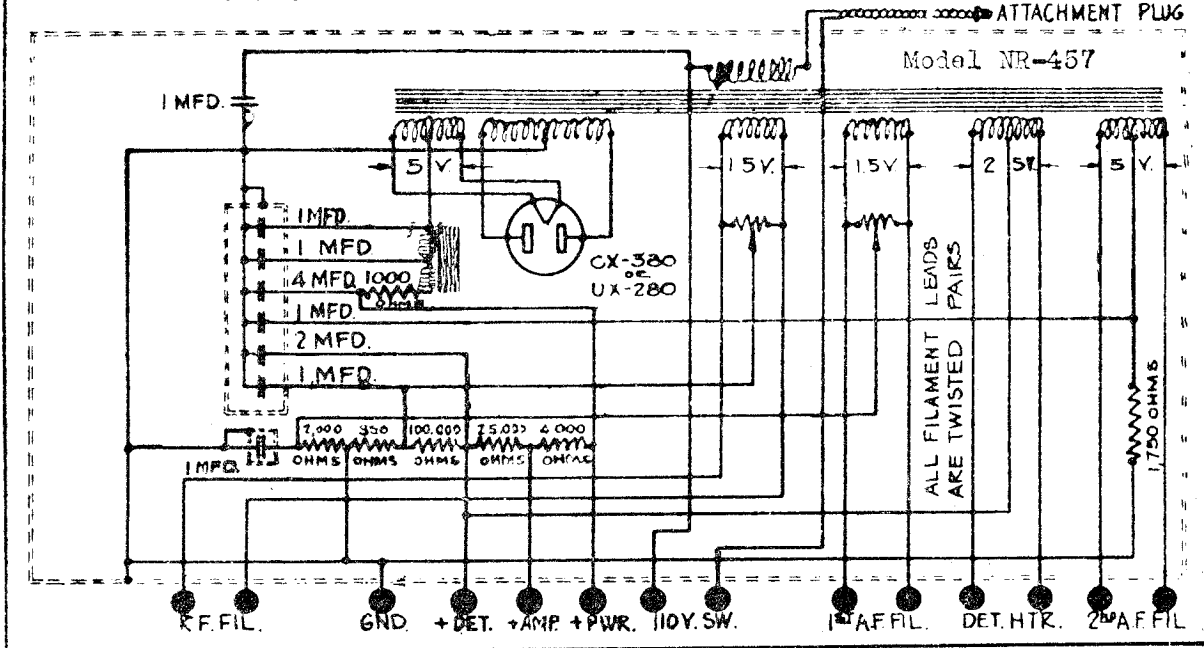 ATTACHMENT PLUG
Model NR-457
1 MFD.
5 V.
1.5 V.
1.5 V.
2 5 V.
5 V.
1 MFD.
1 MFD
4 MFD.
1000
OHMS
1 MFD.
2 MFD.
1 MFD.
CX-380
OR
UX-280
ALL FILAMENT LEADS
ARE TWISTED PAIRS
1,750 OHMS
2,000
350
100,000
25,000
4,000
OHMS
OHMS
OHMS
OHMS
OHMS
1 MFD.
R.F. FIL.
GND.
+DET.
+AMP.
+PWR.
110V. SW.
1ST A.F. FIL.
DET. HTR.
2ND A.F. FIL